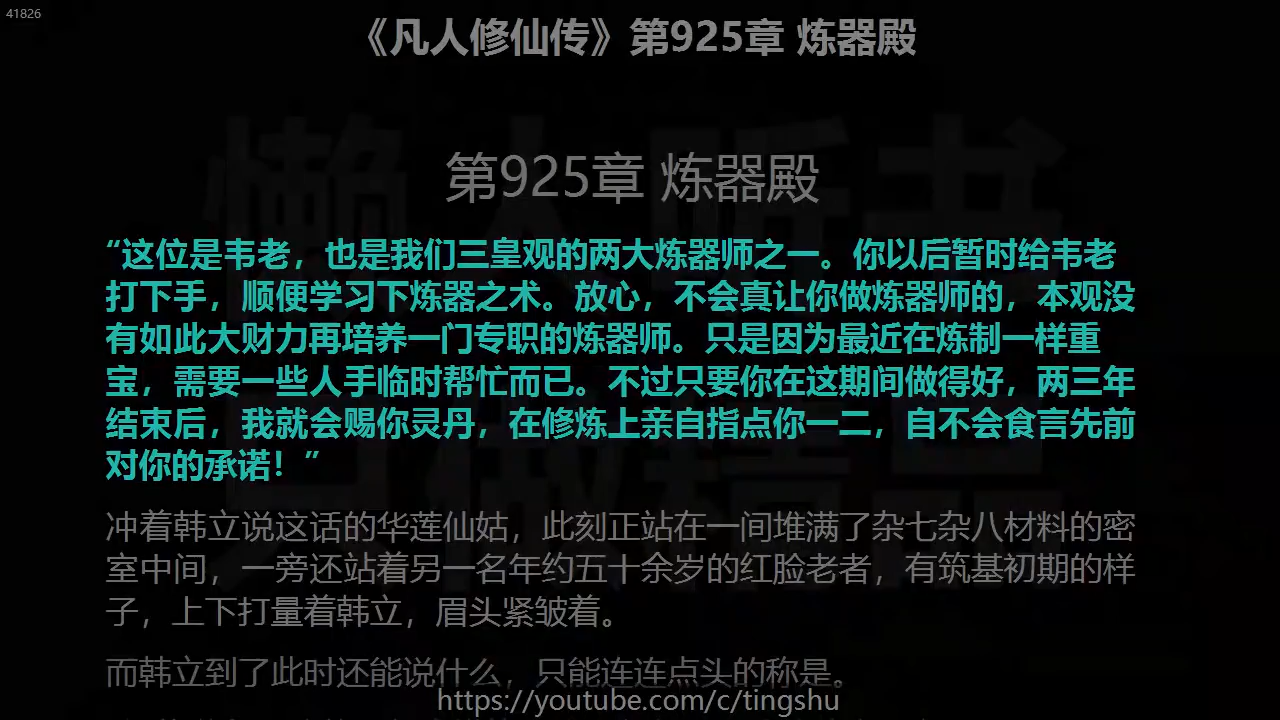 41826
《凡人修仙传》第925章 炼器殿
第925章 炼器殿
“这位是韦老，也是我们三皇观的两大炼器师之一。你以后暂时给韦老
打下手，顺便学习下炼器之术。放心，不会真让你做炼器师的，本观没
有如此大财力再培养一门专职的炼器师。只是因为最近在炼制一样重
宝，需要一些人手临时帮忙而已。不过只要你在这期间做得好，两三年
结束后，我就会赐你灵丹，在修炼上亲自指点你一二，自不会食言先前
对你的承诺！”
冲着韩立说这话的华莲仙姑，此刻正站在一间堆满了杂七杂八材料的密
室中间，一旁还站着另一名年约五十余岁的红脸老者，有筑基初期的样
子，上下打量着韩立，眉头紧皱着。
而韩立到了此时还能说什么，只能连连点头的称是。
https://youtube.com/c/tingshu